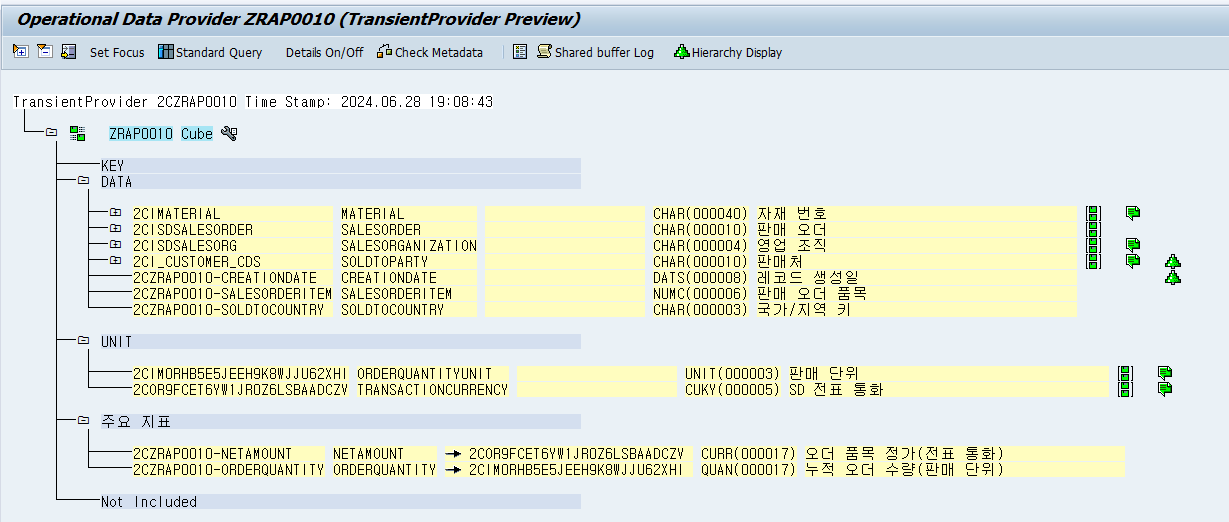 Operational Data Provider ZRAP0010 (TransientProvider Preview)
Set Focus Standard Query Details On/Off Check Metadata Shared buffer Log Hierarchy Display
TransientProvider 2CZRAP0010 Time Stamp: 2024.06.28 19:08:43
ZRAP0010 Cube
KEY
DATA
2CIMATERIAL MATERIAL CHAR(000040) 자재 번호
2CISDSALESORDER SALESORDER CHAR(000010) 판매 오더
2CISDSALESORG SALESORGANIZATION CHAR(000004) 영업 조직
2CI_CUSTOMER_CDS SOLDTOPARTY CHAR(000010) 판매처
2CZRAP0010-CREATIONDATE CREATIONDATE DATS(000008) 레코드 생성일
2CZRAP0010-SALESORDERITEM SALESORDERITEM NUMC(000006) 판매 오더 품목
2CZRAP0010-SOLDTOCOUNTRY SOLDTOCOUNTRY CHAR(000003) 국가/지역 키
UNIT
2CIMORHB5E5JEEH9K8WJJU62XHI ORDERQUANTITYUNIT UNIT(000003) 판매 단위
2COR9FCET6YW1JROZ6LSBAADCZV TRANSACTIONCURRENCY CUKY(000005) SD 전표 통화
주요 지표
2CZRAP0010-NETAMOUNT NETAMOUNT → 2COR9FCET6YW1JROZ6LSBAADCZV CURR(000017) 오더 품목 정가(전표 통화)
2CZRAP0010-ORDERQUANTITY ORDERQUANTITY → 2CIMORHB5E5JEEH9K8WJJU62XHI QUAN(000017) 누적 오더 수량(판매 단위)
Not Included